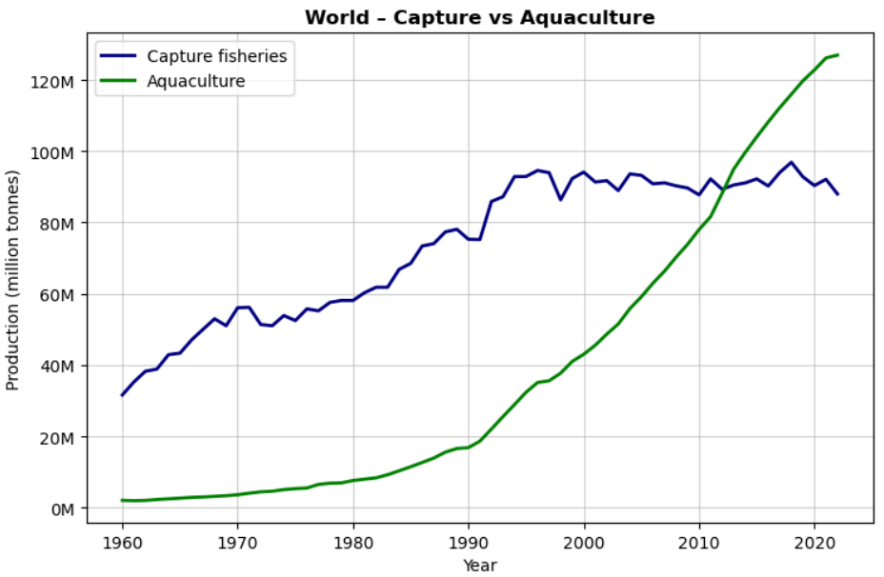 World – Capture vs Aquaculture
Capture fisheries
Aquaculture
Production (million tonnes)
120M
100M
80M
60M
40M
20M
0M
1960 1970 1980 1990 2000 2010 2020
Year